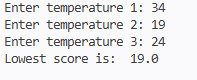 Enter temperature 1: 34
Enter temperature 2: 19
Enter temperature 3: 24
Lowest score is:  19.0